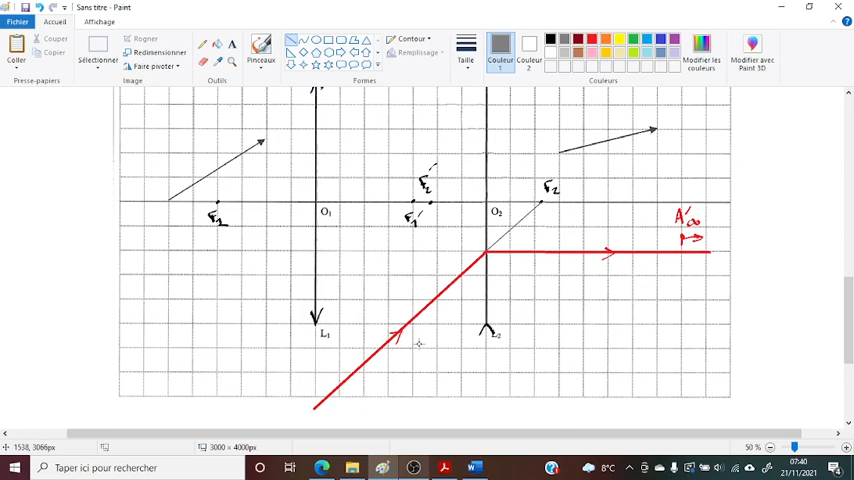 Sans titre - Paint
Fichier Accueil Affichage
Coller
Couper
Copier
Presse-papiers
Sélectionner
Rogner
Redimensionner
Faire pivoter
Image
A
Outils
Pinceaux
Contour
Remplissage
Formes
Taille
Couleur 1
Couleur 2
Couleurs
Modifier les couleurs
Modifier avec Paint 3D
F2'
F2
F1'
O1
O2
A'∞
L1
L2
1538, 3066px
3000 × 4000px
50 %
Taper ici pour rechercher
8°C
07:40
21/11/2021
4